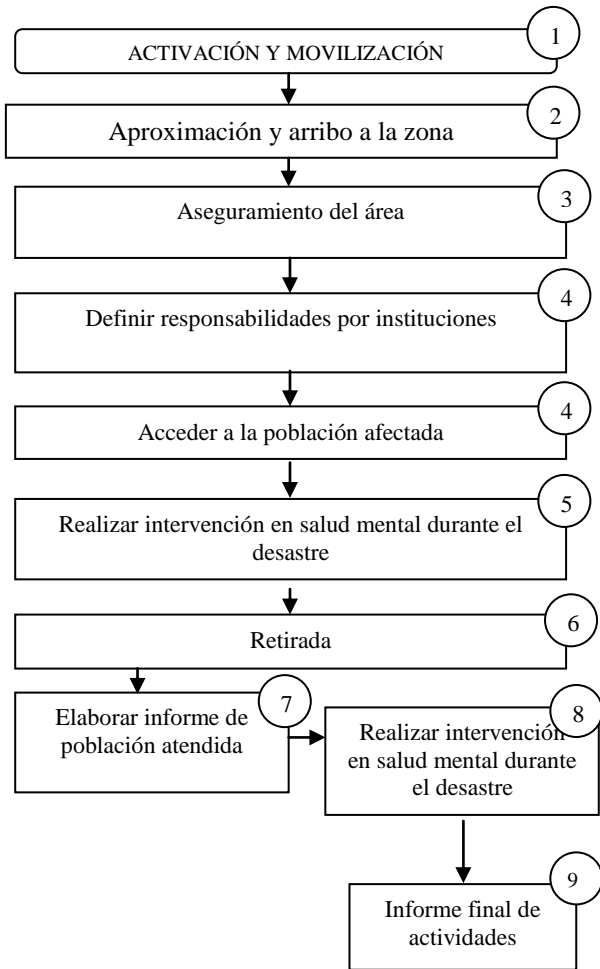 1
ACTIVACIÓN Y MOVILIZACIÓN
2
Aproximación y arribo a la zona
3
Aseguramiento del área
4
Definir responsabilidades por instituciones
4
Acceder a la población afectada
5
Realizar intervención en salud mental durante el
desastre
6
Retirada
7
Elaborar informe de
población atendida
8
Realizar intervención
en salud mental durante
el desastre
9
Informe final de
actividades